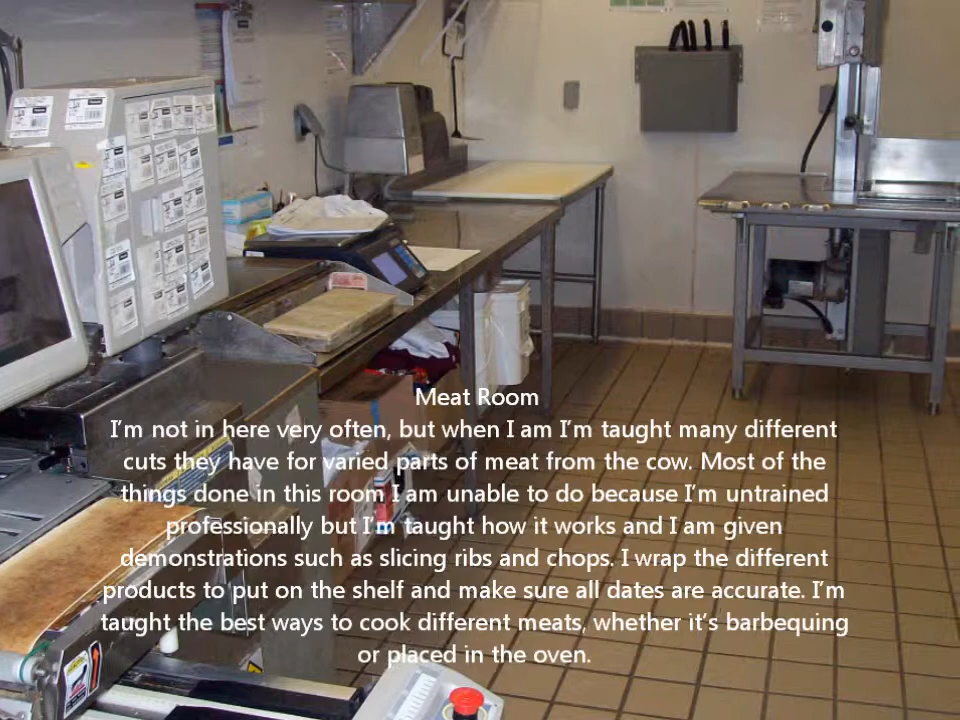 Meat Room
I'm not in here very often, but when I am I'm taught many different
cuts they have for varied parts of meat from the cow. Most of the
things done in this room I am unable to do because I'm untrained
professionally but I'm taught how it works and I am given
demonstrations such as slicing ribs and chops. I wrap the different
products to put on the shelf and make sure all dates are accurate. I'm
taught the best ways to cook different meats, whether it's barbequing
or placed in the oven.